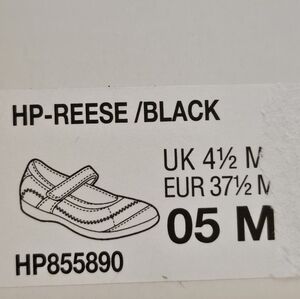 HP-REESE /BLACK
UK 4½ M
EUR 37½ M
05 M
HP855890